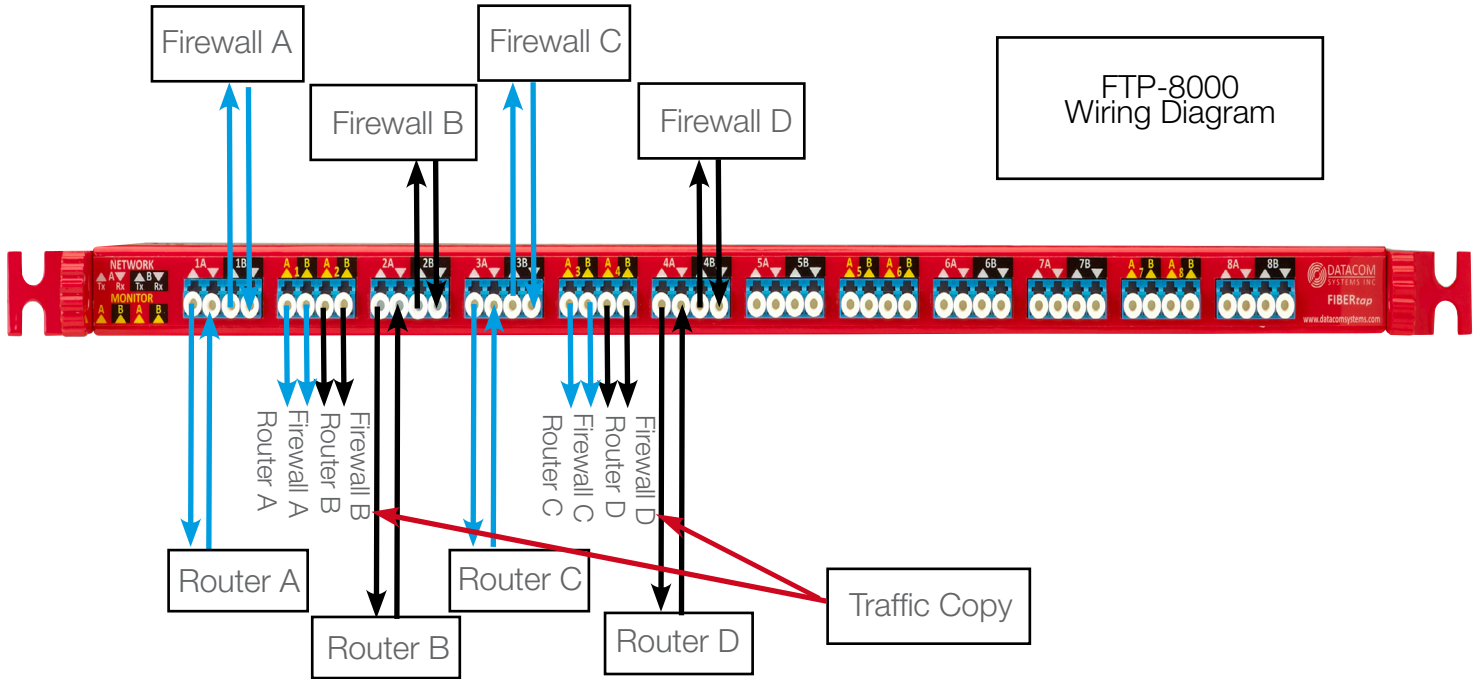 Firewall A
Firewall C
FTP-8000
Wiring Diagram
Firewall B
Firewall D
NETWORK
A B
Tx Rx Tx Rx
MONITOR
A B A B
1A 1B
A B A B
1 2
2A 2B
3A 3B
A B A B
3 4
4A 4B
5A 5B
A B A B
5 6
6A 6B
7A 7B
A B A B
7 8
8A 8B
DATACOM
SYSTEMS INC
FIBERtap
www.datacomsystems.com
Router A
Firewall A
Router B
Firewall B
Router C
Firewall C
Router D
Firewall D
Router A
Router C
Traffic Copy
Router B
Router D